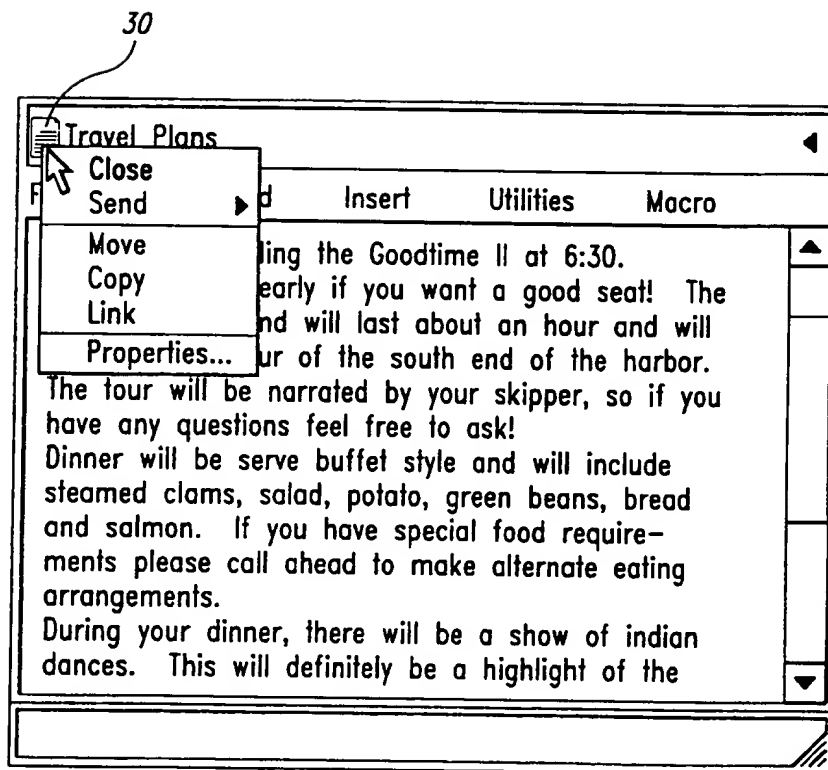 30
Travel Plans
Close
Send
Insert Utilities Macro
Move
Copy
Link
Properties...
the Goodtime II at 6:30.
early if you want a good seat! The
will last about an hour and will
of the south end of the harbor.
The tour will be narrated by your skipper, so if you
have any questions feel free to ask!
Dinner will be serve buffet style and will include
steamed clams, salad, potato, green beans, bread
and salmon. If you have special food require-
ments please call ahead to make alternate eating
arrangements.
During your dinner, there will be a show of indian
dances. This will definitely be a highlight of the